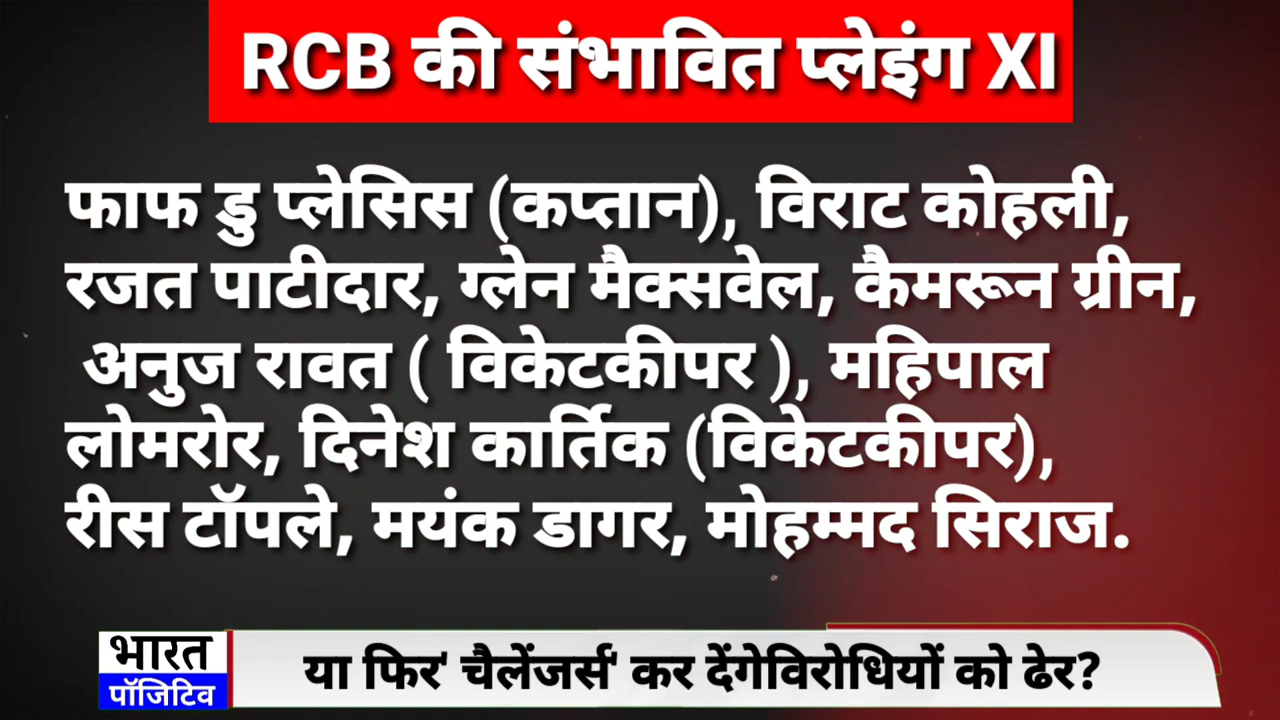 RCB की संभावित प्लेइंग XI
फाफ डु प्लेसिस (कप्तान), विराट कोहली,
रजत पाटीदार, ग्लेन मैक्सवेल, कैमरून ग्रीन,
अनुज रावत ( विकेटकीपर ), महिपाल
लोमरोर, दिनेश कार्तिक (विकेटकीपर),
रीस टॉपले, मयंक डागर, मोहम्मद सिराज.
भारत
पॉजिटिव
या फिर' चैलेंजर्स' कर देंगेविरोधियों को ढेर?